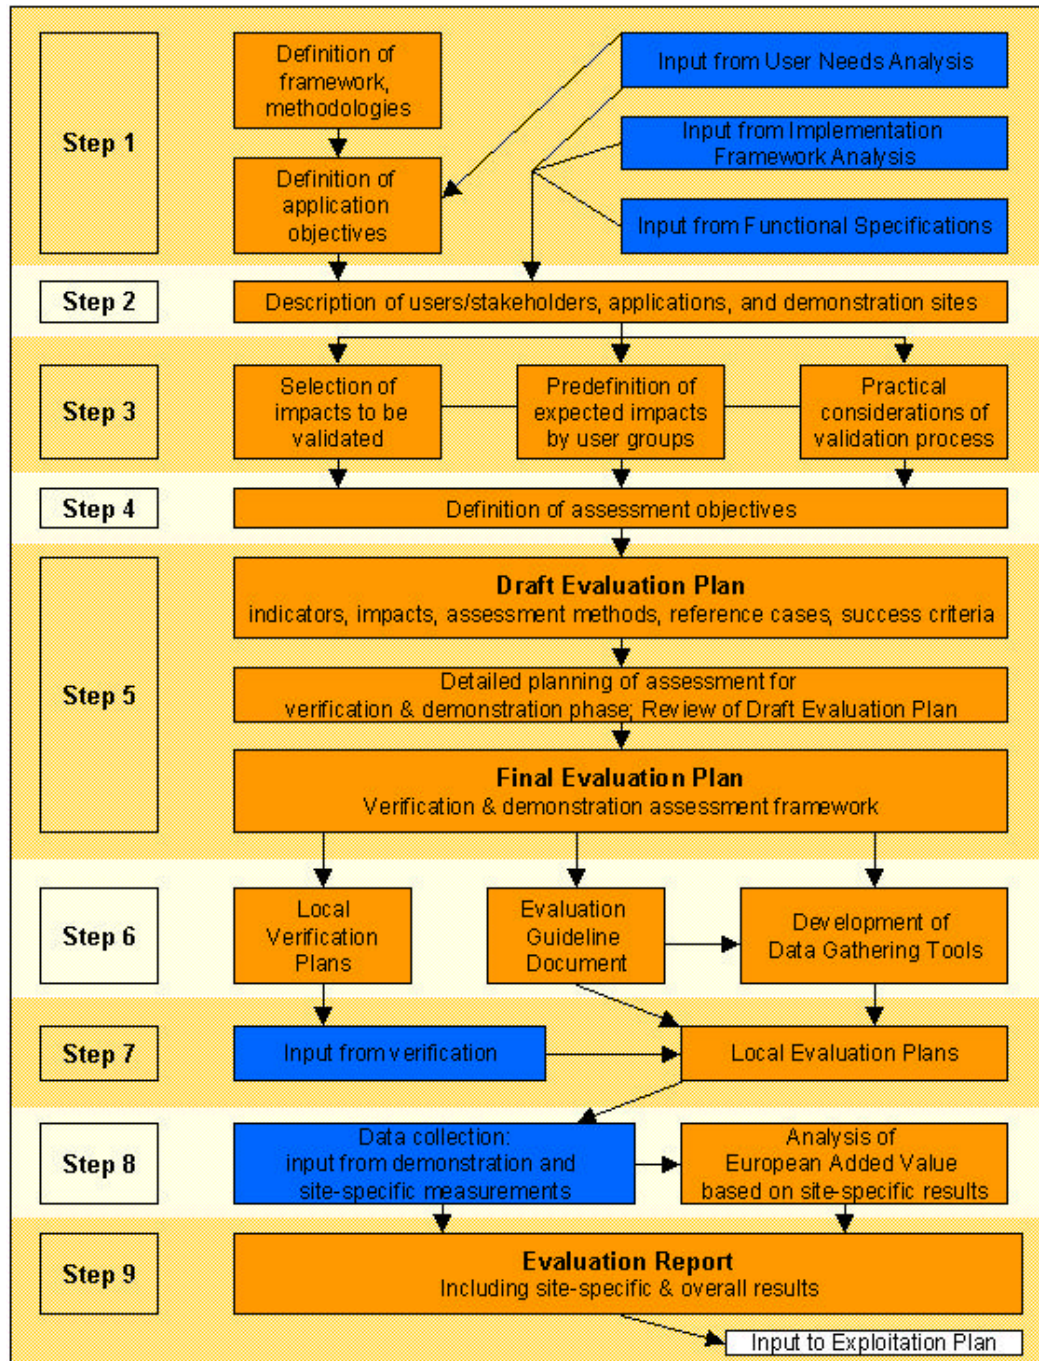 Step 1
Definition of
framework,
methodologies
Input from User Needs Analysis
Input from Implementation
Framework Analysis
Definition of
application
objectives
Input from Functional Specifications
Step 2
Description of users/stakeholders, applications, and demonstration sites
Step 3
Selection of
impacts to be
validated
Predefinition of
expected impacts
by user groups
Practical
considerations of
validation process
Step 4
Definition of assessment objectives
Step 5
Draft Evaluation Plan
indicators, impacts, assessment methods, reference cases, success criteria
Detailed planning of assessment for
verification & demonstration phase; Review of Draft Evaluation Plan
Final Evaluation Plan
Verification & demonstration assessment framework
Step 6
Local
Verification
Plans
Evaluation
Guideline
Document
Development of
Data Gathering Tools
Step 7
Input from verification
Local Evaluation Plans
Step 8
Data collection:
input from demonstration and
site-specific measurements
Analysis of
European Added Value
based on site-specific results
Step 9
Evaluation Report
Including site-specific & overall results
Input to Exploitation Plan